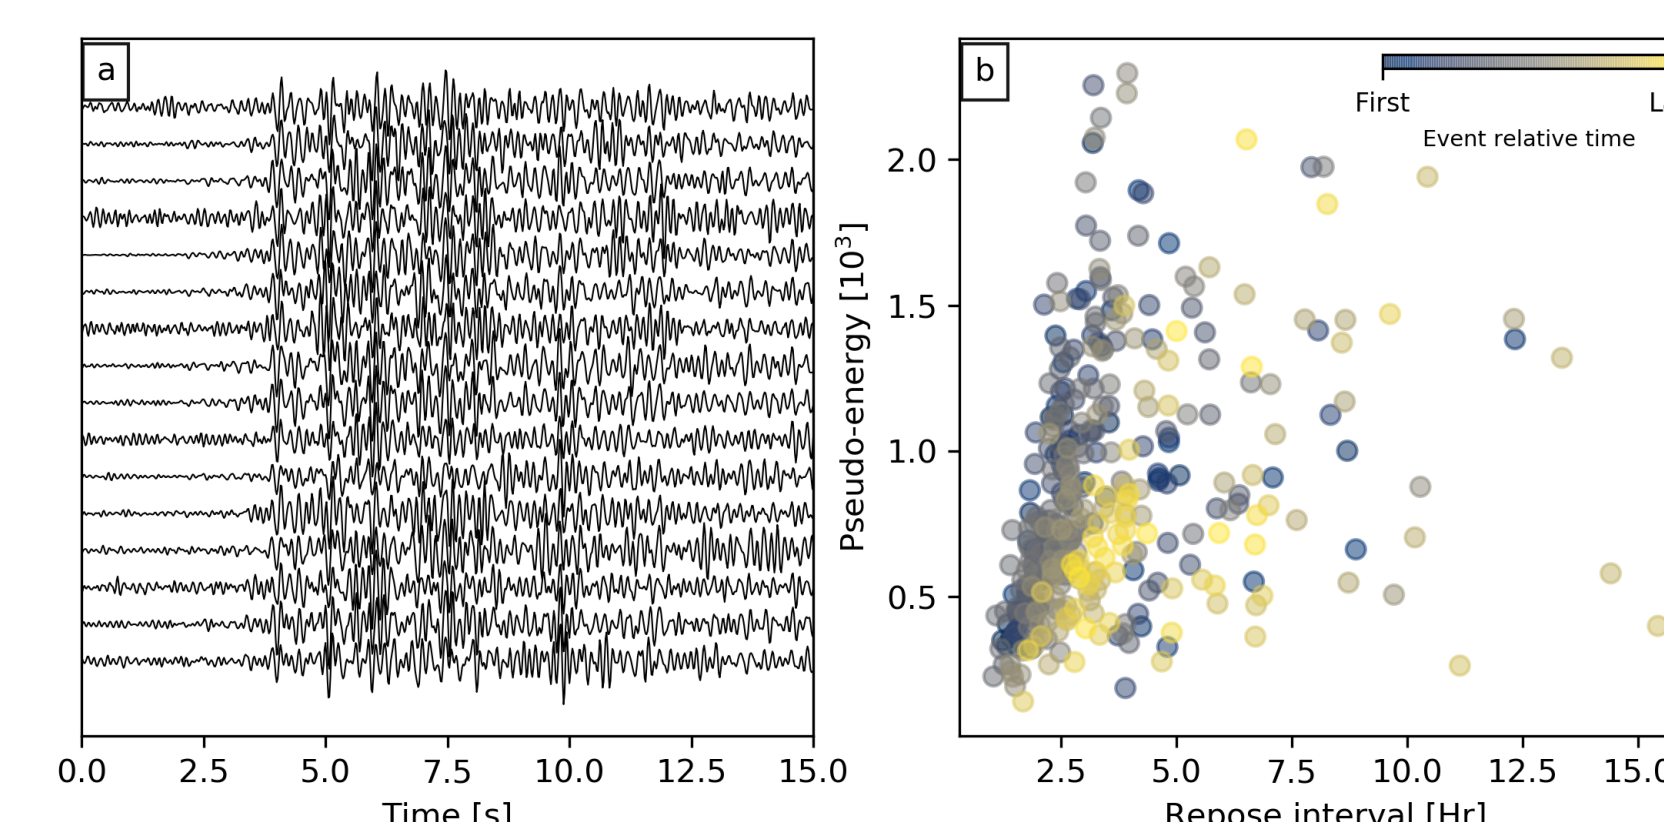 a
0.0 2.5 5.0 7.5 10.0 12.5 15.0
Time [s]
b
First
Event relative time
2.0
1.5
1.0
0.5
Pseudo-energy [10³]
2.5 5.0 7.5 10.0 12.5 15.0
Repose interval [Hr]